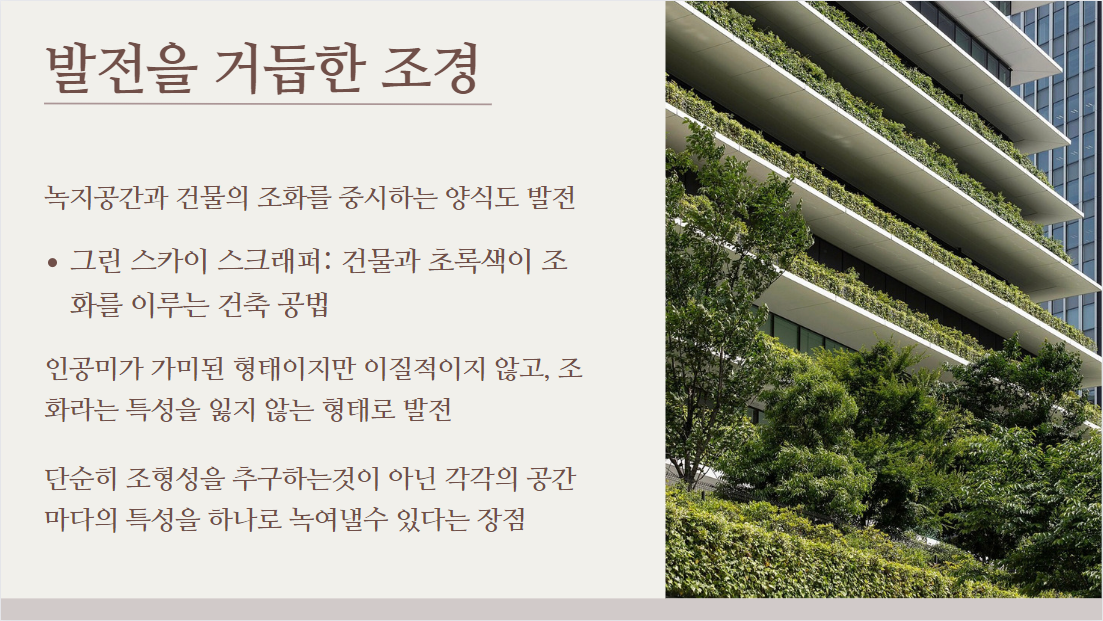 발전을 거듭한 조경
녹지공간과 건물의 조화를 중시하는 양식도 발전
• 그린 스카이 스크래퍼: 건물과 초록색이 조
화를 이루는 건축 공법
인공미가 가미된 형태이지만 이질적이지 않고, 조
화라는 특성을 잃지 않는 형태로 발전
단순히 조형성을 추구하는것이 아닌 각각의 공간
마다의 특성을 하나로 녹여낼수 있다는 장점